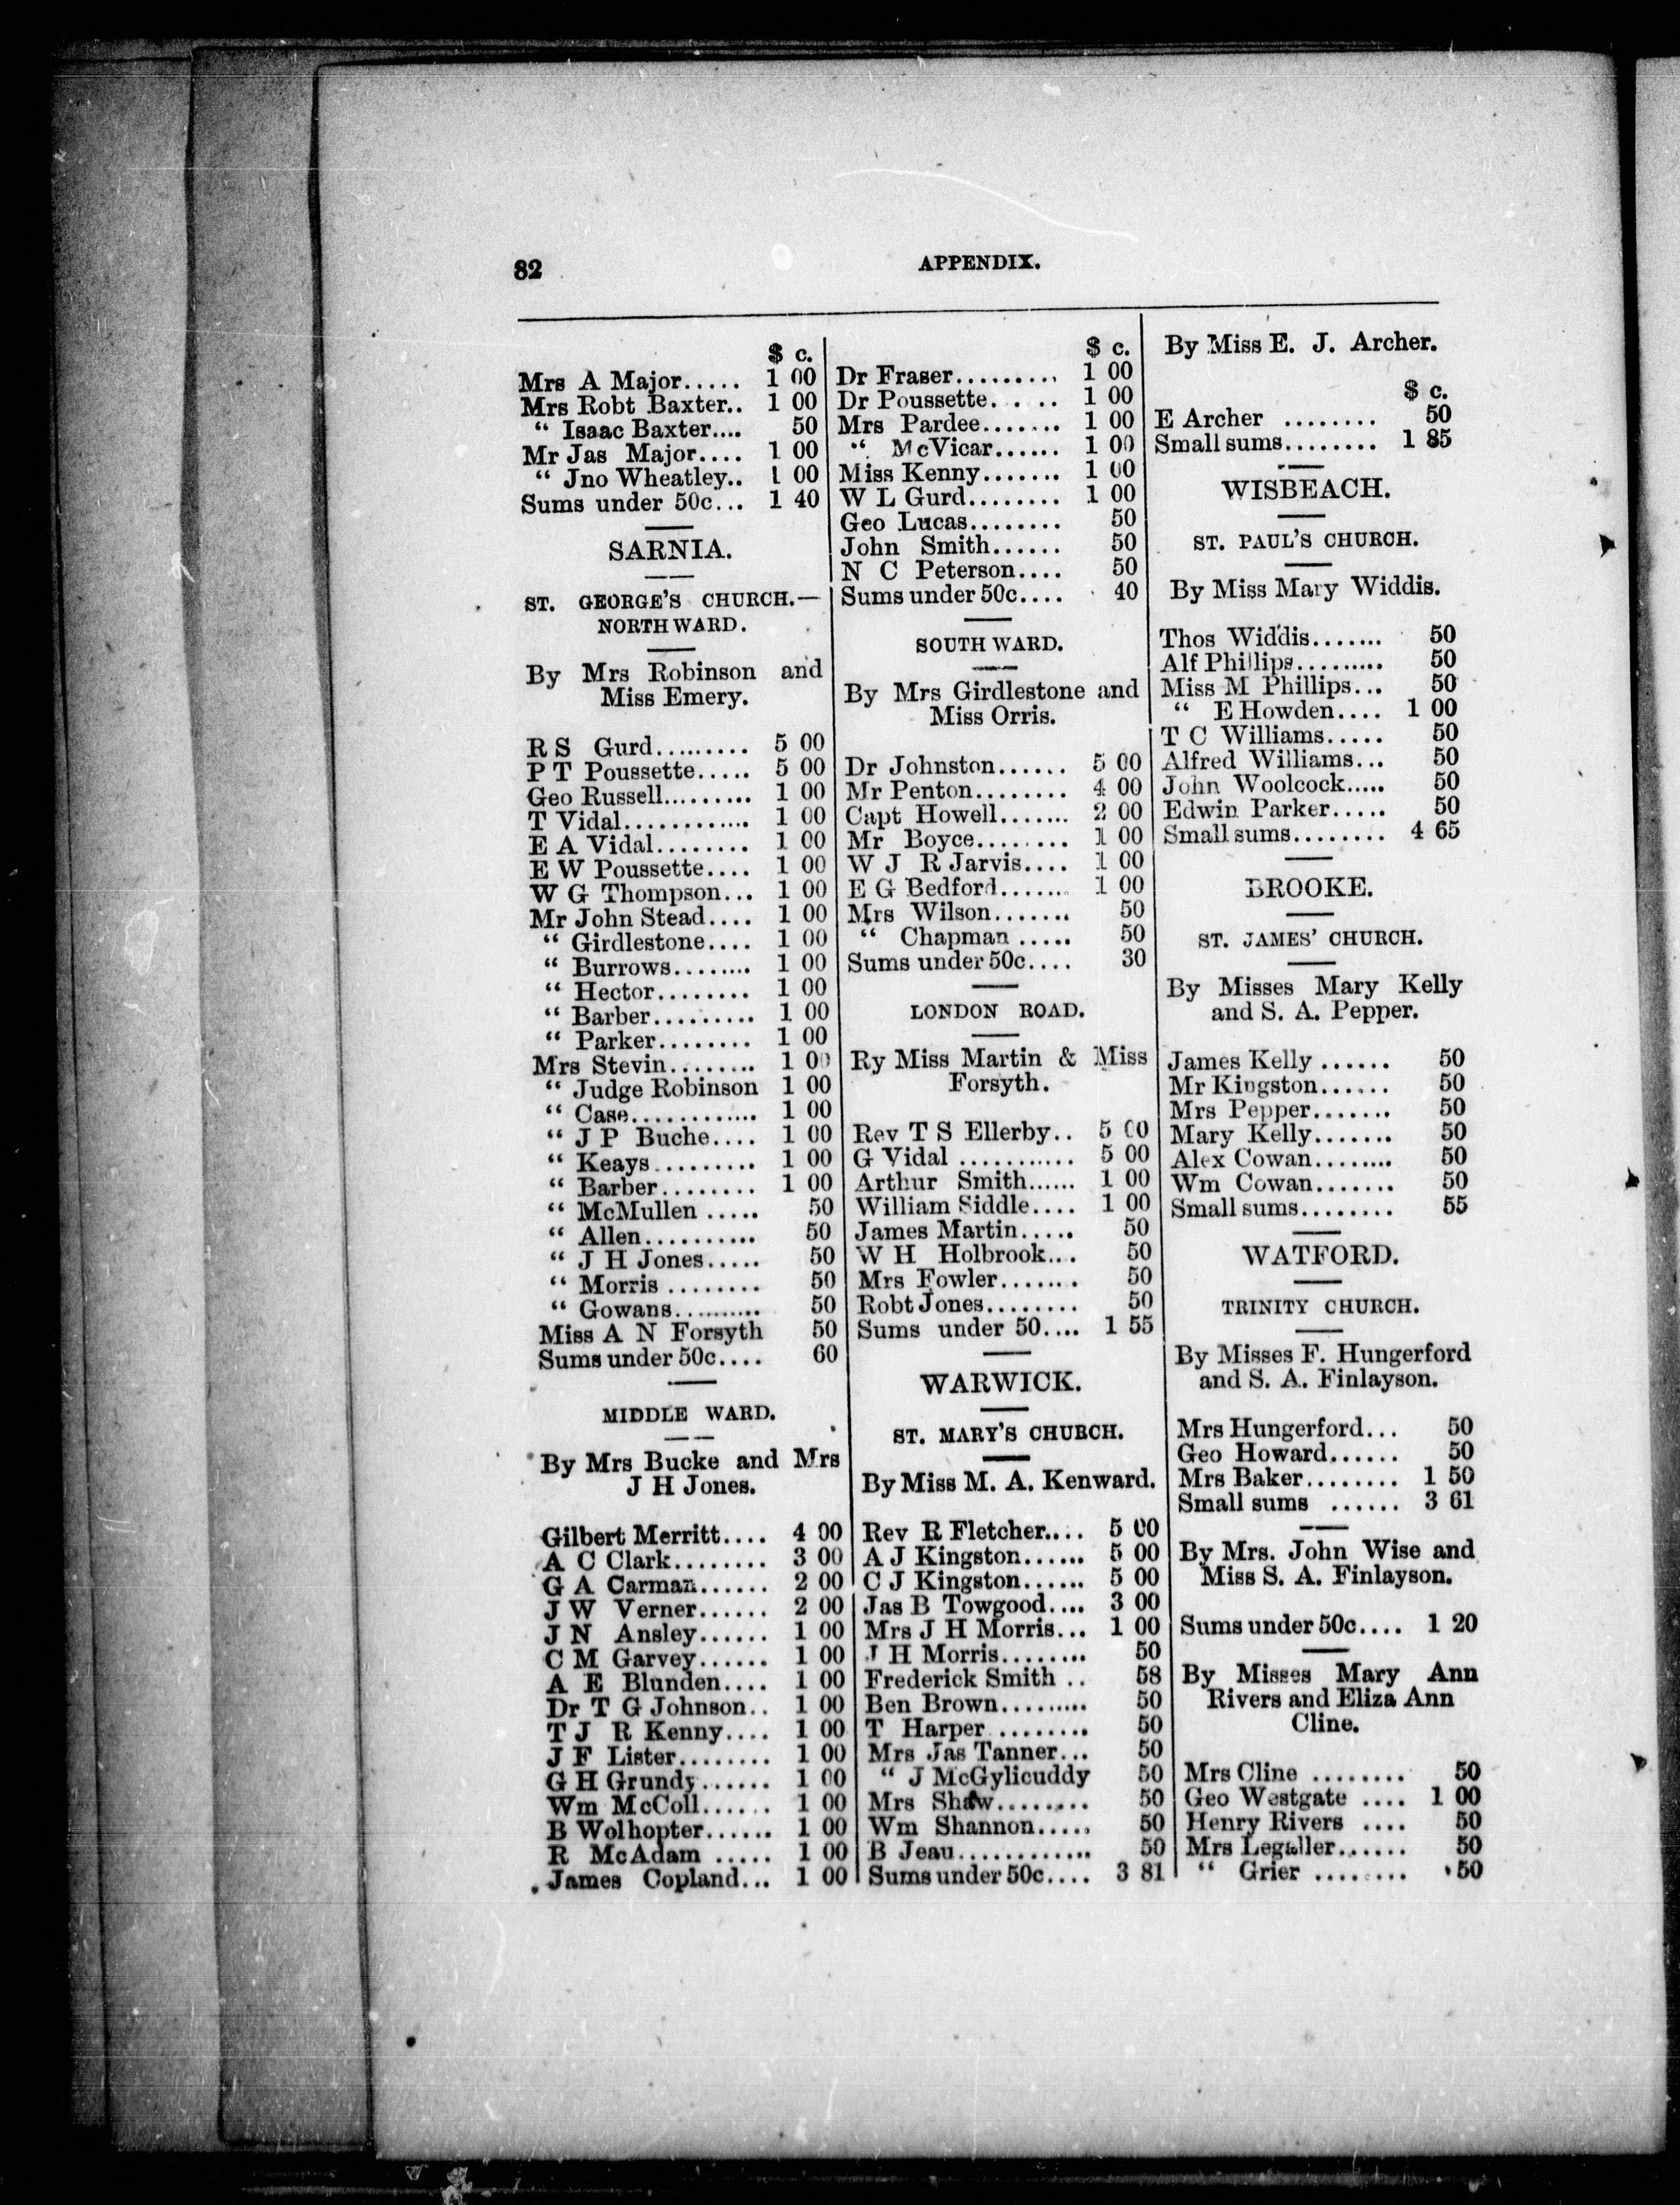 82
APPENDIX.
$ c.
Mrs A Major..... 1 00
Mrs Robt Baxter.. 1 00
“ Isaac Baxter.... 50
Mr Jas Major.... 1 00
“ Jno Wheatley.. 1 00
Sums under 50c... 1 40
SARNIA.
ST. GEORGE'S CHURCH.—
NORTH WARD.
By Mrs Robinson and
Miss Emery.
R S Gurd......... 5 00
P T Poussette..... 5 00
Geo Russell......... 1 00
T Vidal............ 1 00
E A Vidal........ 1 00
E W Poussette.... 1 00
W G Thompson... 1 00
Mr John Stead.... 1 00
“ Girdlestone.... 1 00
“ Burrows........ 1 00
“ Hector........ 1 00
“ Barber......... 1 00
“ Parker........ 1 00
Mrs Stevin........ 1 00
“ Judge Robinson 1 00
“ Case............ 1 00
“ J P Buche.... 1 00
“ Keays......... 1 00
“ Barber........ 1 00
“ McMullen ..... 50
“ Allen.......... 50
“ J H Jones..... 50
“ Morris ........ 50
“ Gowans.......... 50
Miss A N Forsyth 50
Sums under 50c.... 60
MIDDLE WARD.
By Mrs Bucke and Mrs
J H Jones.
Gilbert Merritt.... 4 00
A C Clark........ 3 00
G A Carman...... 2 00
J W Verner...... 2 00
J N Ansley...... 1 00
C M Garvey...... 1 00
A E Blunden.... 1 00
Dr T G Johnson.. 1 00
T J R Kenny.... 1 00
J F Lister........ 1 00
G H Grundy...... 1 00
Wm McColl...... 1 00
B Wolhopter...... 1 00
R McAdam ..... 1 00
James Copland... 1 00
$ c.
Dr Fraser......... 1 00
Dr Poussette..... 1 00
Mrs Pardee....... 1 00
“ McVicar...... 1 00
Miss Kenny....... 1 00
W L Gurd........ 1 00
Geo Lucas........ 50
John Smith...... 50
N C Peterson.... 50
Sums under 50c.... 40
SOUTH WARD.
By Mrs Girdlestone and
Miss Orris.
Dr Johnston...... 5 00
Mr Penton........ 4 00
Capt Howell....... 2 00
Mr Boyce......... 1 00
W J R Jarvis.... 1 00
E G Bedford....... 1 00
Mrs Wilson....... 50
“ Chapman ..... 50
Sums under 50c.... 30
LONDON ROAD.
Ry Miss Martin & Miss
Forsyth.
Rev T S Ellerby.. 5 00
G Vidal ........... 5 00
Arthur Smith...... 1 00
William Siddle.... 1 00
James Martin..... 50
W H Holbrook... 50
Mrs Fowler....... 50
Robt Jones........ 50
Sums under 50.... 1 55
WARWICK.
ST. MARY'S CHURCH.
By Miss M. A. Kenward.
Rev R Fletcher.... 5 00
A J Kingston...... 5 00
C J Kingston...... 5 00
Jas B Towgood.... 3 00
Mrs J H Morris... 1 00
J H Morris........ 50
Frederick Smith .. 58
Ben Brown......... 50
T Harper ........ 50
Mrs Jas Tanner... 50
“ J McGylicuddy 50
Mrs Shaw........ 50
Wm Shannon..... 50
B Jeau............ 50
Sums under 50c.... 3 81
By Miss E. J. Archer.
$ c.
E Archer ........ 50
Small sums........ 1 85
WISBEACH.
ST. PAUL'S CHURCH.
By Miss Mary Widdis.
Thos Widdis....... 50
Alf Phillips......... 50
Miss M Phillips... 50
“ E Howden.... 1 00
T C Williams..... 50
Alfred Williams... 50
John Woolcock..... 50
Edwin Parker..... 50
Small sums........ 4 65
BROOKE.
ST. JAMES' CHURCH.
By Misses Mary Kelly
and S. A. Pepper.
James Kelly ...... 50
Mr Kingston...... 50
Mrs Pepper....... 50
Mary Kelly....... 50
Alex Cowan........ 50
Wm Cowan....... 50
Small sums........ 55
WATFORD.
TRINITY CHURCH.
By Misses F. Hungerford
and S. A. Finlayson.
Mrs Hungerford... 50
Geo Howard...... 50
Mrs Baker........ 1 50
Small sums ...... 3 61
By Mrs. John Wise and
Miss S. A. Finlayson.
Sums under 50c.... 1 20
By Misses Mary Ann
Rivers and Eliza Ann
Cline.
Mrs Cline ........ 50
Geo Westgate .... 1 00
Henry Rivers .... 50
Mrs Legaller...... 50
“ Grier ........ 50